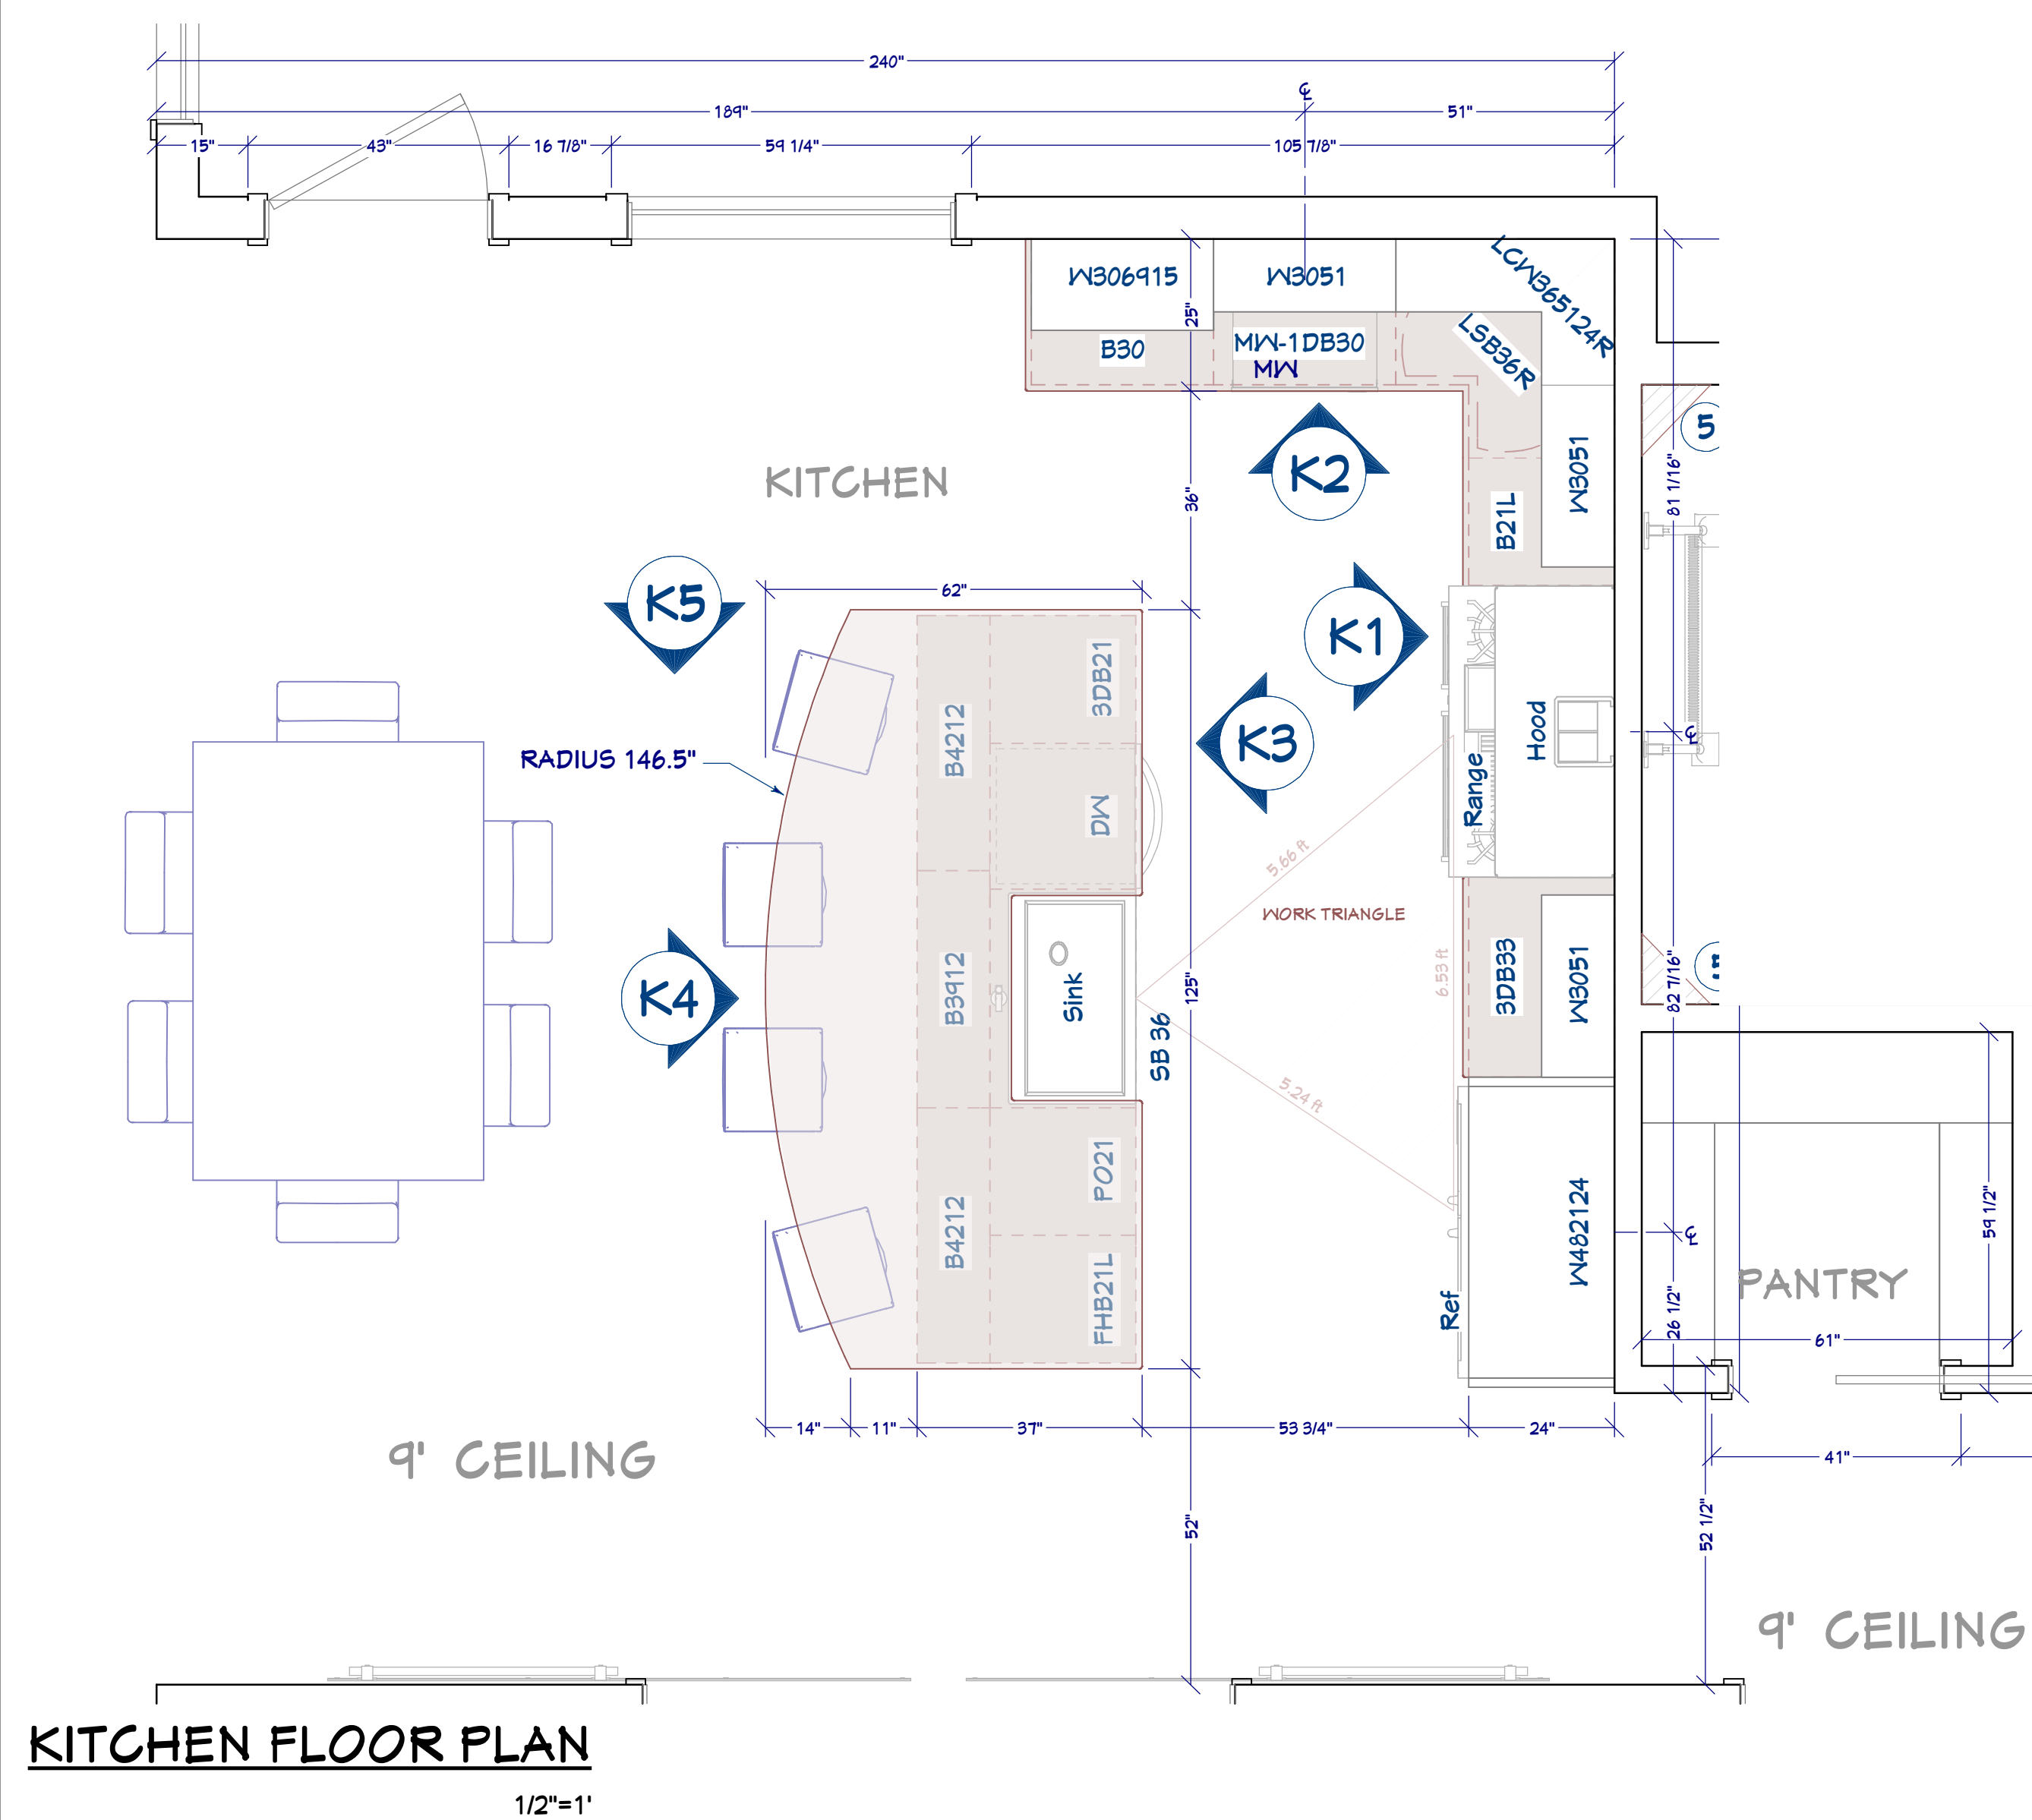 240"
189"
℄
51"
15"
43"
16 7/8"
59 1/4"
105 7/8"
W306915
W3051
LCW365124R
25"
B30
MW-1DB30
MW
LSB36R
5
KITCHEN
K2
36"
W3051
81 1/16"
B21L
K5
62"
K1
3DB21
B4212
K3
Hood
℄
RADIUS 146.5"
Range
DW
5.66 ft
WORK TRIANGLE
6.53 ft
3DB33
W3051
82 7/16"
K4
B3912
Sink
125"
SB 36
5.24 ft
PO21
B4212
FHB21L
W482124
Ref
℄
59 1/2"
PANTRY
26 1/2"
61"
14"
11"
37"
53 3/4"
24"
41"
9' CEILING
52"
52 1/2"
9' CEILING
KITCHEN FLOOR PLAN
1/2"=1'